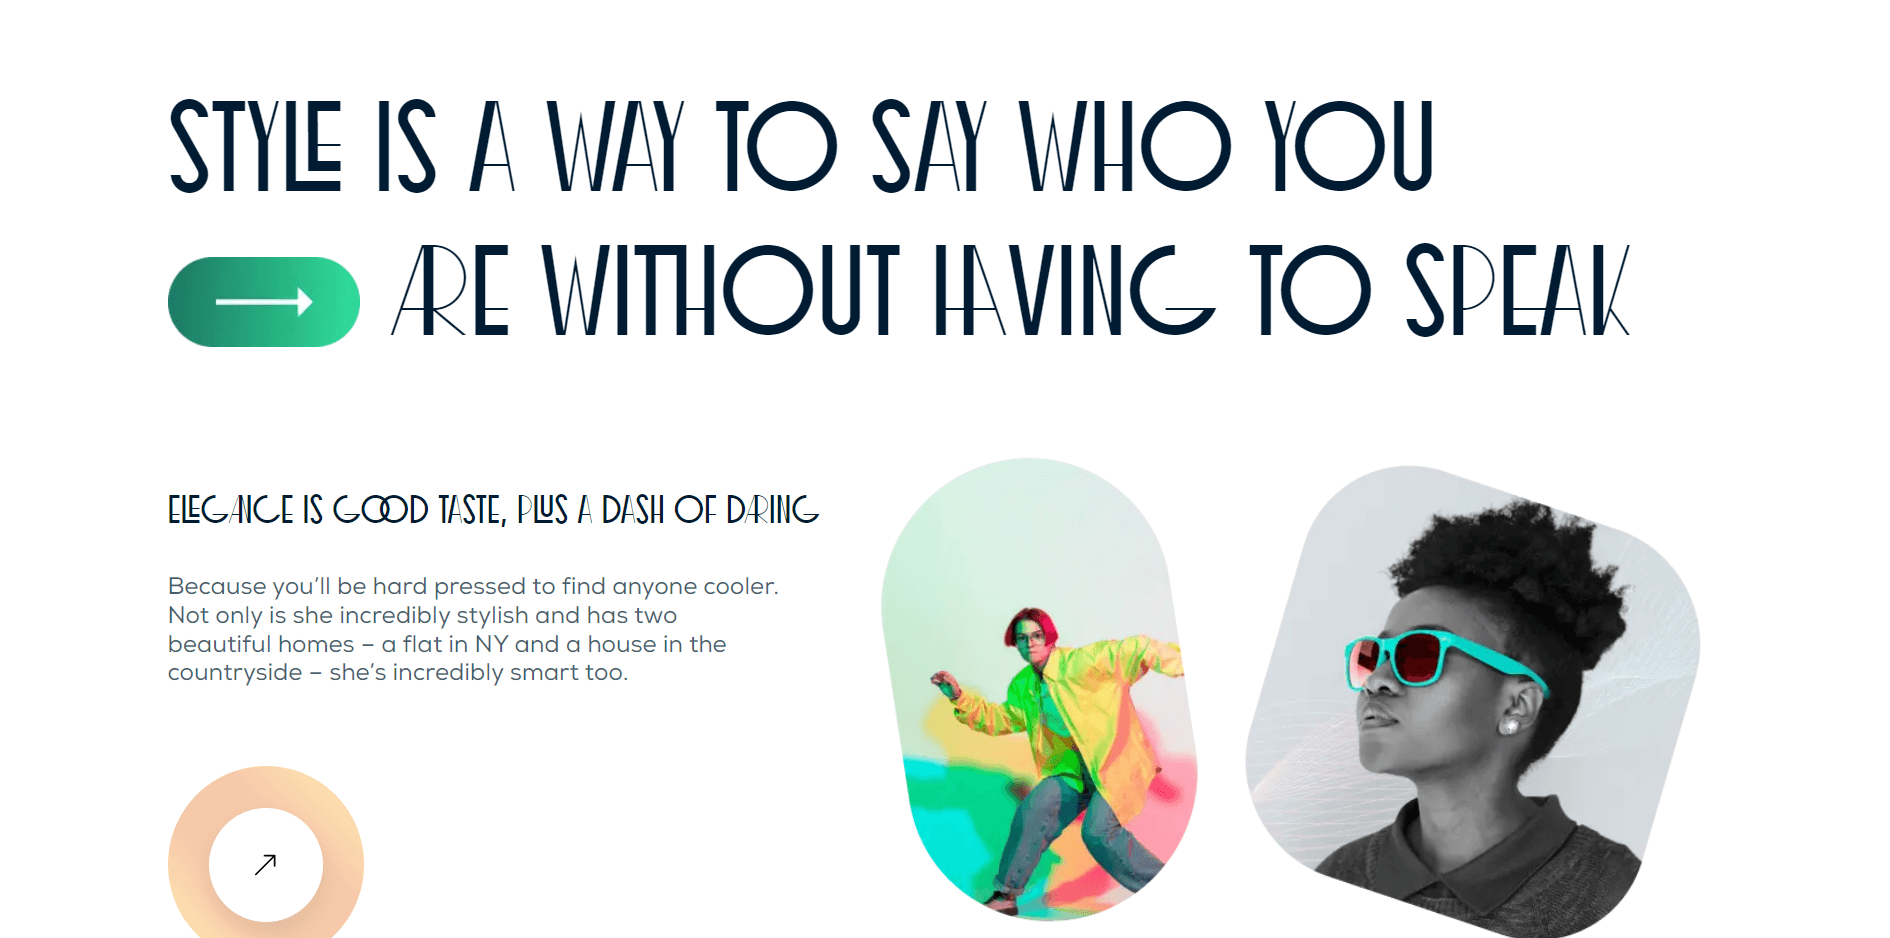 STYLE IS A WAY TO SAY WHO YOU
ARE WITHOUT HAVING TO SPEAK
ELEGANCE IS GOOD TASTE, PLUS A DASH OF DARING
Because you’ll be hard pressed to find anyone cooler.
Not only is she incredibly stylish and has two
beautiful homes – a flat in NY and a house in the
countryside – she’s incredibly smart too.